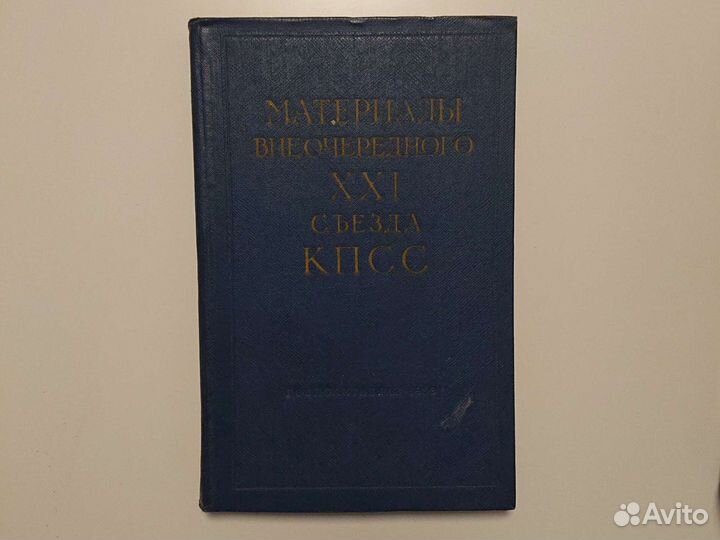 МАТЕРИАЛЫ
ВНЕОЧЕРЕДНОГО
XXI
СЪЕЗДА
КПСС
Avito